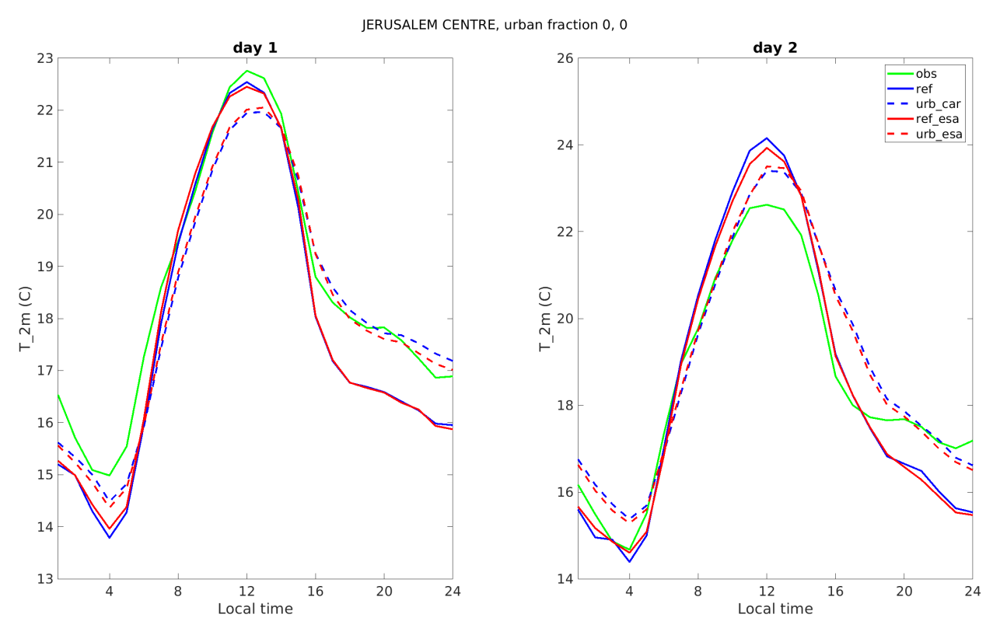 JERUSALEM CENTRE, urban fraction 0, 0
day 1
23
22
21
20
19
18
17
16
15
14
13
T_2m (C)
4
8
12
16
20
24
Local time
day 2
26
24
22
20
18
16
14
T_2m (C)
4
8
12
16
20
24
Local time
obs
ref
urb_car
ref_esa
urb_esa